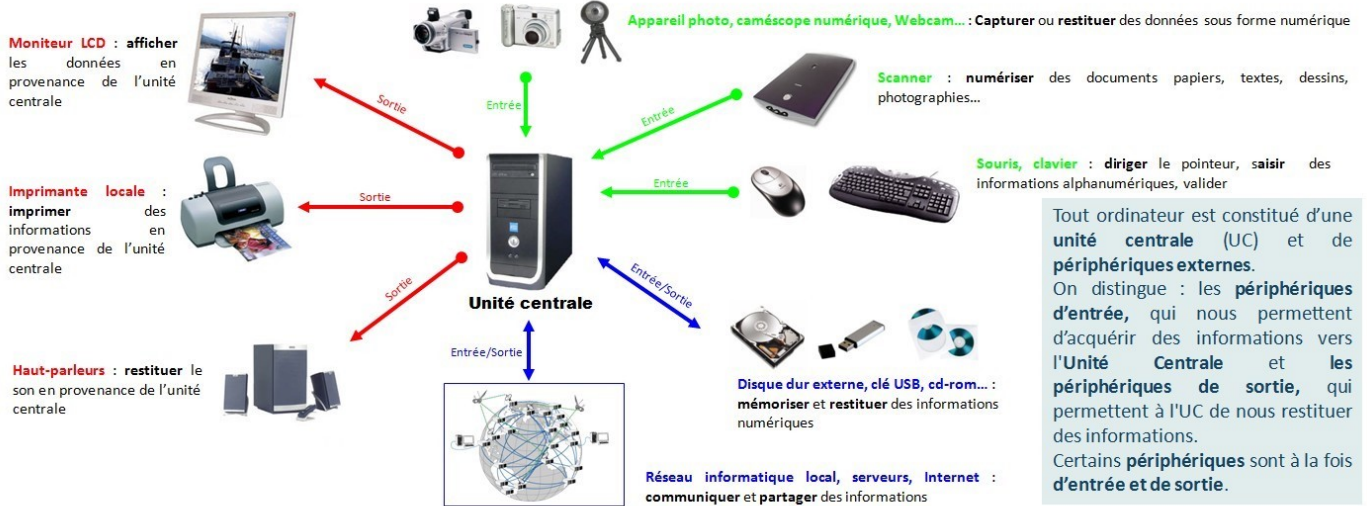 Appareil photo, caméscope numérique, Webcam... : Capturer ou restituer des données sous forme numérique
Moniteur LCD : afficher
les données en
provenance de l'unité
centrale
Sortie
Entrée
Entrée
Scanner : numériser des documents papiers, textes, dessins,
photographies...
Imprimante locale :
imprimer des
informations en
provenance de l'unité
centrale
Sortie
Entrée
Souris, clavier : diriger le pointeur, saisir des
informations alphanumériques, valider
Sortie
Unité centrale
Entrée/Sortie
Entrée/Sortie
Haut-parleurs : restituer le
son en provenance de l'unité
centrale
Disque dur externe, clé USB, cd-rom... :
mémoriser et restituer des informations
numériques
Réseau informatique local, serveurs, Internet :
communiquer et partager des informations
Tout ordinateur est constitué d'une
unité centrale (UC) et de
périphériques externes.
On distingue : les périphériques
d'entrée, qui nous permettent
d'acquérir des informations vers
l'Unité Centrale et les
périphériques de sortie, qui
permettent à l'UC de nous restituer
des informations.
Certains périphériques sont à la fois
d'entrée et de sortie.